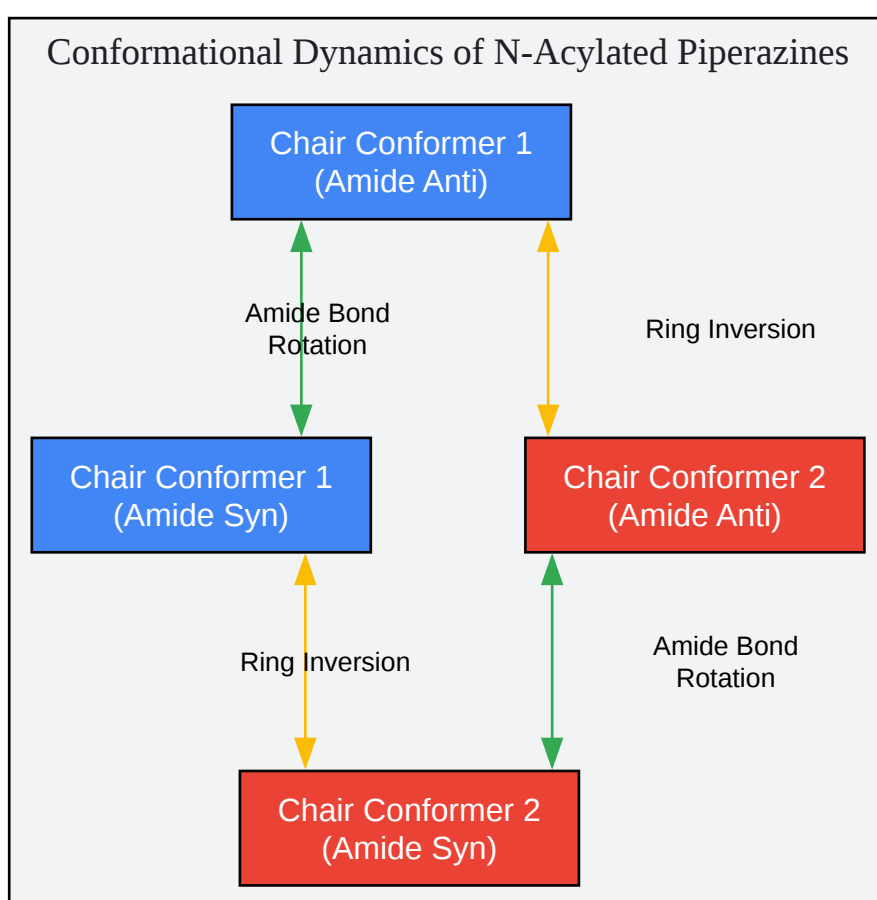 Conformational Dynamics of N-Acylated Piperazines
Chair Conformer 1
(Amide Anti)
Amide Bond
Rotation
Ring Inversion
Chair Conformer 1
(Amide Syn)
Chair Conformer 2
(Amide Anti)
Ring Inversion
Amide Bond
Rotation
Chair Conformer 2
(Amide Syn)